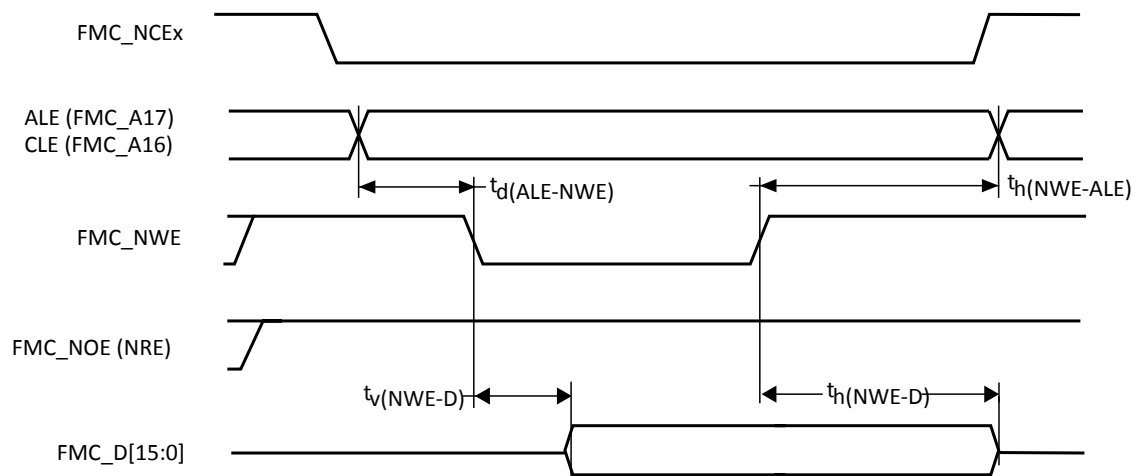 FMC_NCEx
ALE (FMC_A17)
CLE (FMC_A16)
td(ALE-NWE)
th(NWE-ALE)
FMC_NWE
FMC_NOE (NRE)
tv(NWE-D)
th(NWE-D)
FMC_D[15:0]